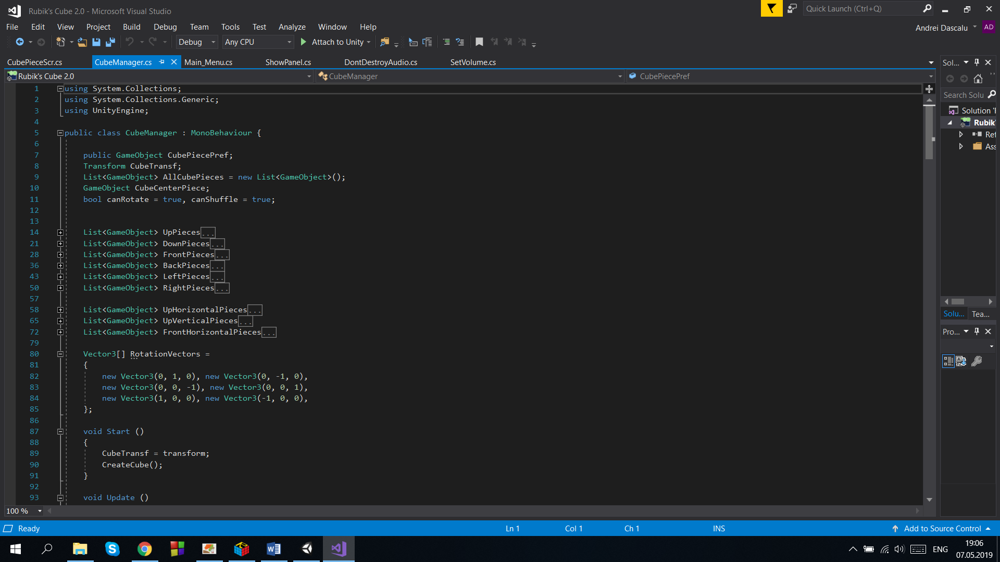 Rubik's Cube 2.0 - Microsoft Visual Studio
Quick Launch (Ctrl+Q)
File Edit View Project Build Debug Team Tools Test Analyze Window Help
Andrei Dascalu AD
Debug Any CPU Attach to Unity
CubePieceScr.cs CubeManager.cs Main_Menu.cs ShowPanel.cs DontDestroyAudio.cs SetVolume.cs
Rubik's Cube 2.0 CubeManager CubePiecePref
1 using System.Collections;
2 using System.Collections.Generic;
3 using UnityEngine;
4
5 public class CubeManager : MonoBehaviour {
6
7 public GameObject CubePiecePref;
8 Transform CubeTransf;
9 List<GameObject> AllCubePieces = new List<GameObject>();
10 GameObject CubeCenterPiece;
11 bool canRotate = true, canShuffle = true;
12
13
14 List<GameObject> UpPieces...
21 List<GameObject> DownPieces...
28 List<GameObject> FrontPieces...
36 List<GameObject> BackPieces...
43 List<GameObject> LeftPieces...
50 List<GameObject> RightPieces...
57
58 List<GameObject> UpHorizontalPieces...
65 List<GameObject> UpVerticalPieces...
72 List<GameObject> FrontHorizontalPieces...
79
80 Vector3[] RotationVectors =
81 {
82 new Vector3(0, 1, 0), new Vector3(0, -1, 0),
83 new Vector3(0, 0, -1), new Vector3(0, 0, 1),
84 new Vector3(1, 0, 0), new Vector3(-1, 0, 0),
85 };
86
87 void Start ()
88 {
89 CubeTransf = transform;
90 CreateCube();
91 }
92
93 void Update ()
100 %
Sol...
Search Solu
Solution '
Rubik'
Ref
Ass
Solu... Tea...
Pro...
Ready Ln 1 Col 1 Ch 1 INS Add to Source Control
ENG
19:06
07.05.2019